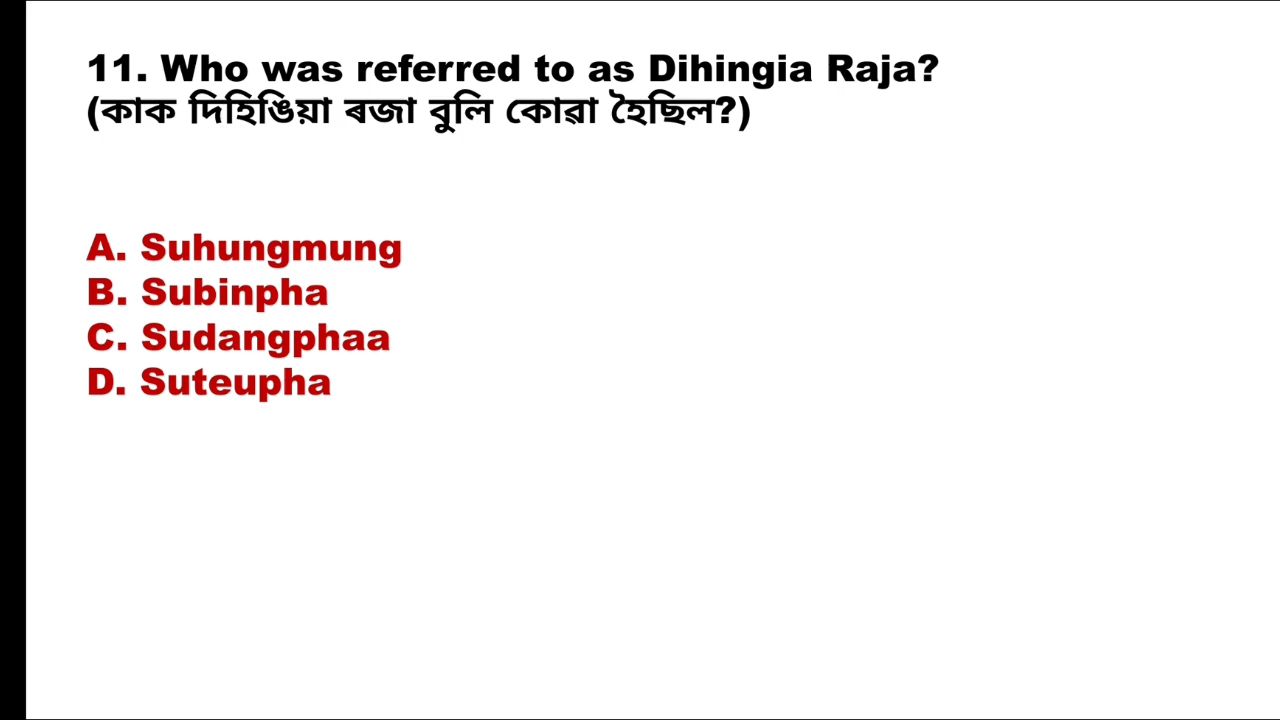 11. Who was referred to as Dihingia Raja?
(কাক দিহিঙিয়া ৰজা বুলি কোৱা হৈছিল?)
A. Suhungmung
B. Subinpha
C. Sudangphaa
D. Suteupha